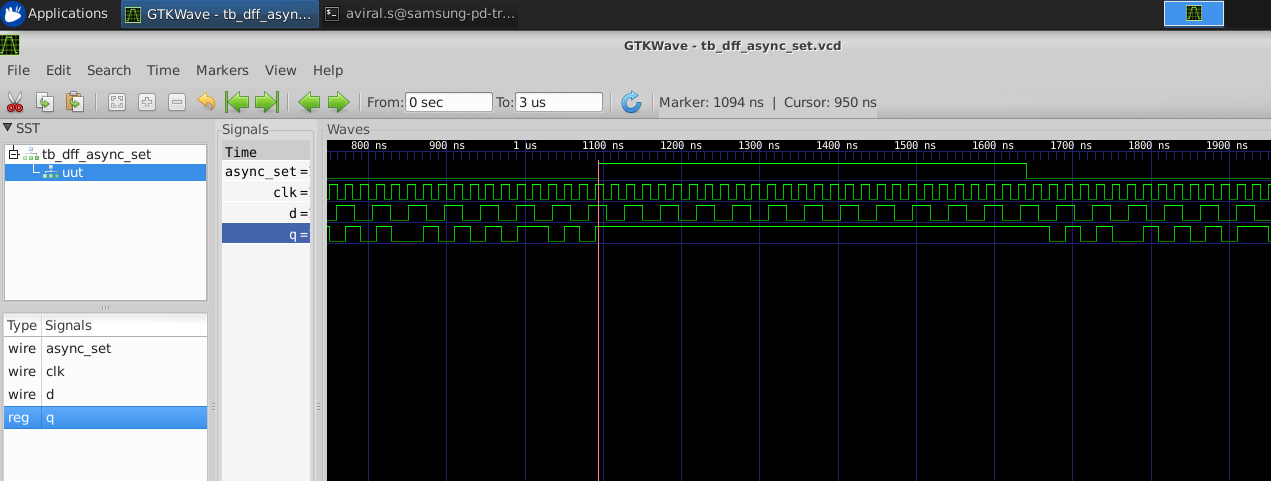 Applications GTKWave - tb_dff_asyn... aviral.s@samsung-pd-tr...
GTKWave - tb_dff_async_set.vcd
File Edit Search Time Markers View Help
From: 0 sec To: 3 us Marker: 1094 ns | Cursor: 950 ns
SST
tb_dff_async_set
uut
Type Signals
wire async_set
wire clk
wire d
reg q
Signals
Time
async_set =
clk =
d =
q =
Waves
800 ns 900 ns 1 us 1100 ns 1200 ns 1300 ns 1400 ns 1500 ns 1600 ns 1700 ns 1800 ns 1900 ns